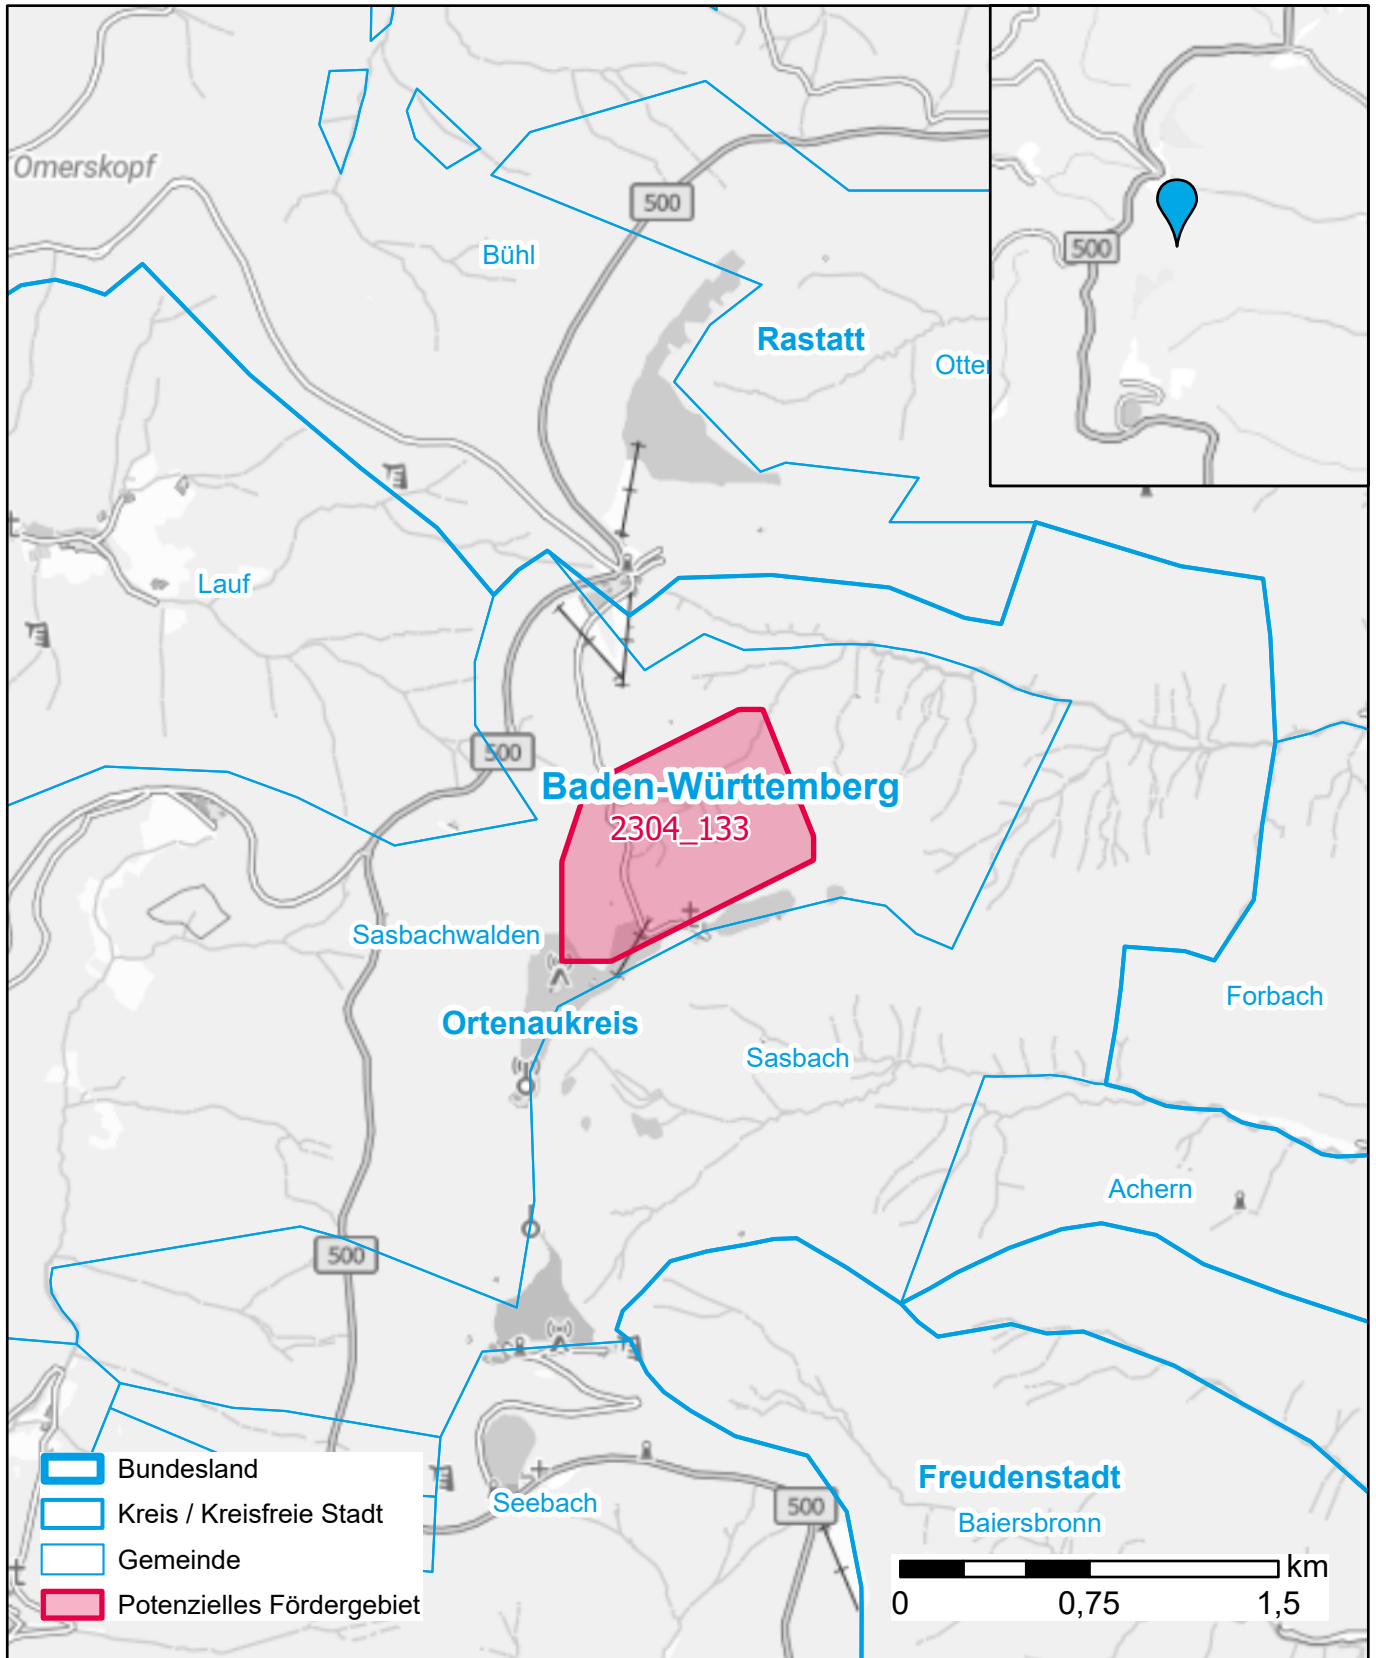 Omerskopf
500
Bühl
500
Rastatt
Otter
Lauf
500
Baden-Württemberg
2304_133
Sasbachwalden
Forbach
Ortenaukreis
Sasbach
Achern
500
Bundesland
Kreis / Kreisfreie Stadt
Gemeinde
Potenzielles Fördergebiet
Seebach
500
Freudenstadt
Baiersbronn
km
0 0,75 1,5